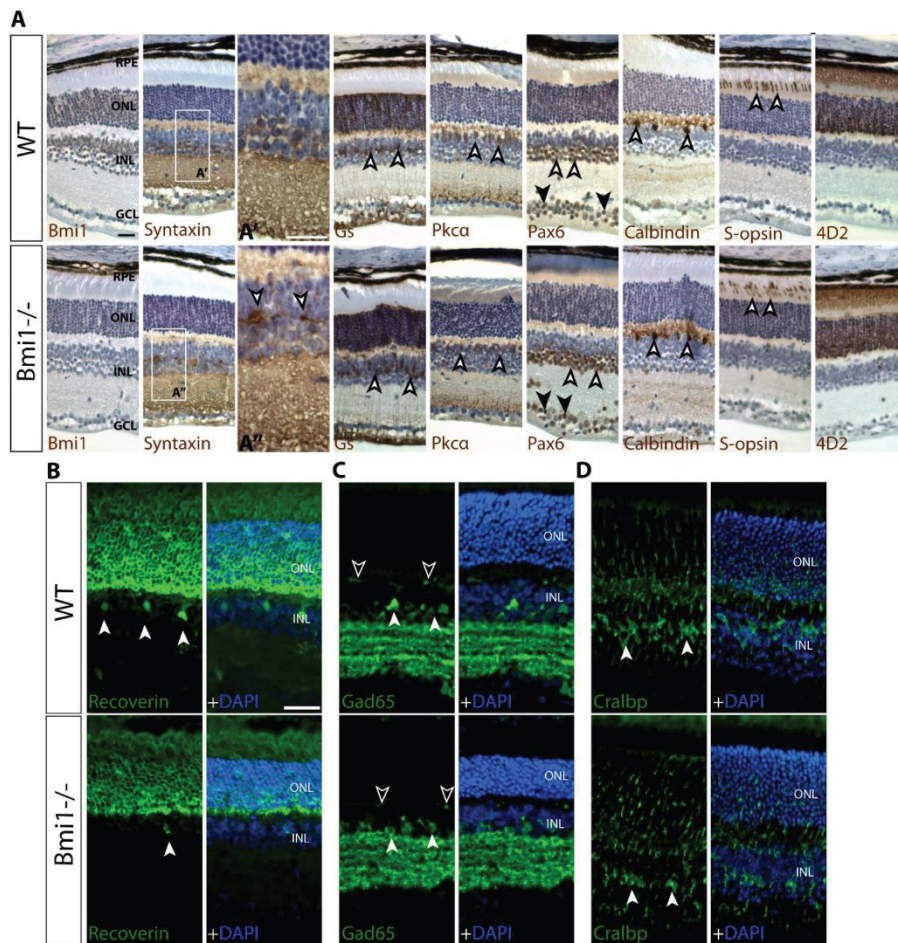 A
WT
RPE
ONL
INL
GCL
A'
Bmi1
Syntaxin
A'
Gs
Pkcα
Pax6
Calbindin
S-opsin
4D2
Bmi1-/-
RPE
ONL
INL
GCL
A"
Bmi1
Syntaxin
A"
Gs
Pkcα
Pax6
Calbindin
S-opsin
4D2
B
C
D
WT
ONL
INL
Recoverin
+DAPI
ONL
INL
Gad65
+DAPI
ONL
INL
Cralbp
+DAPI
Bmi1-/-
ONL
INL
Recoverin
+DAPI
ONL
INL
Gad65
+DAPI
ONL
INL
Cralbp
+DAPI